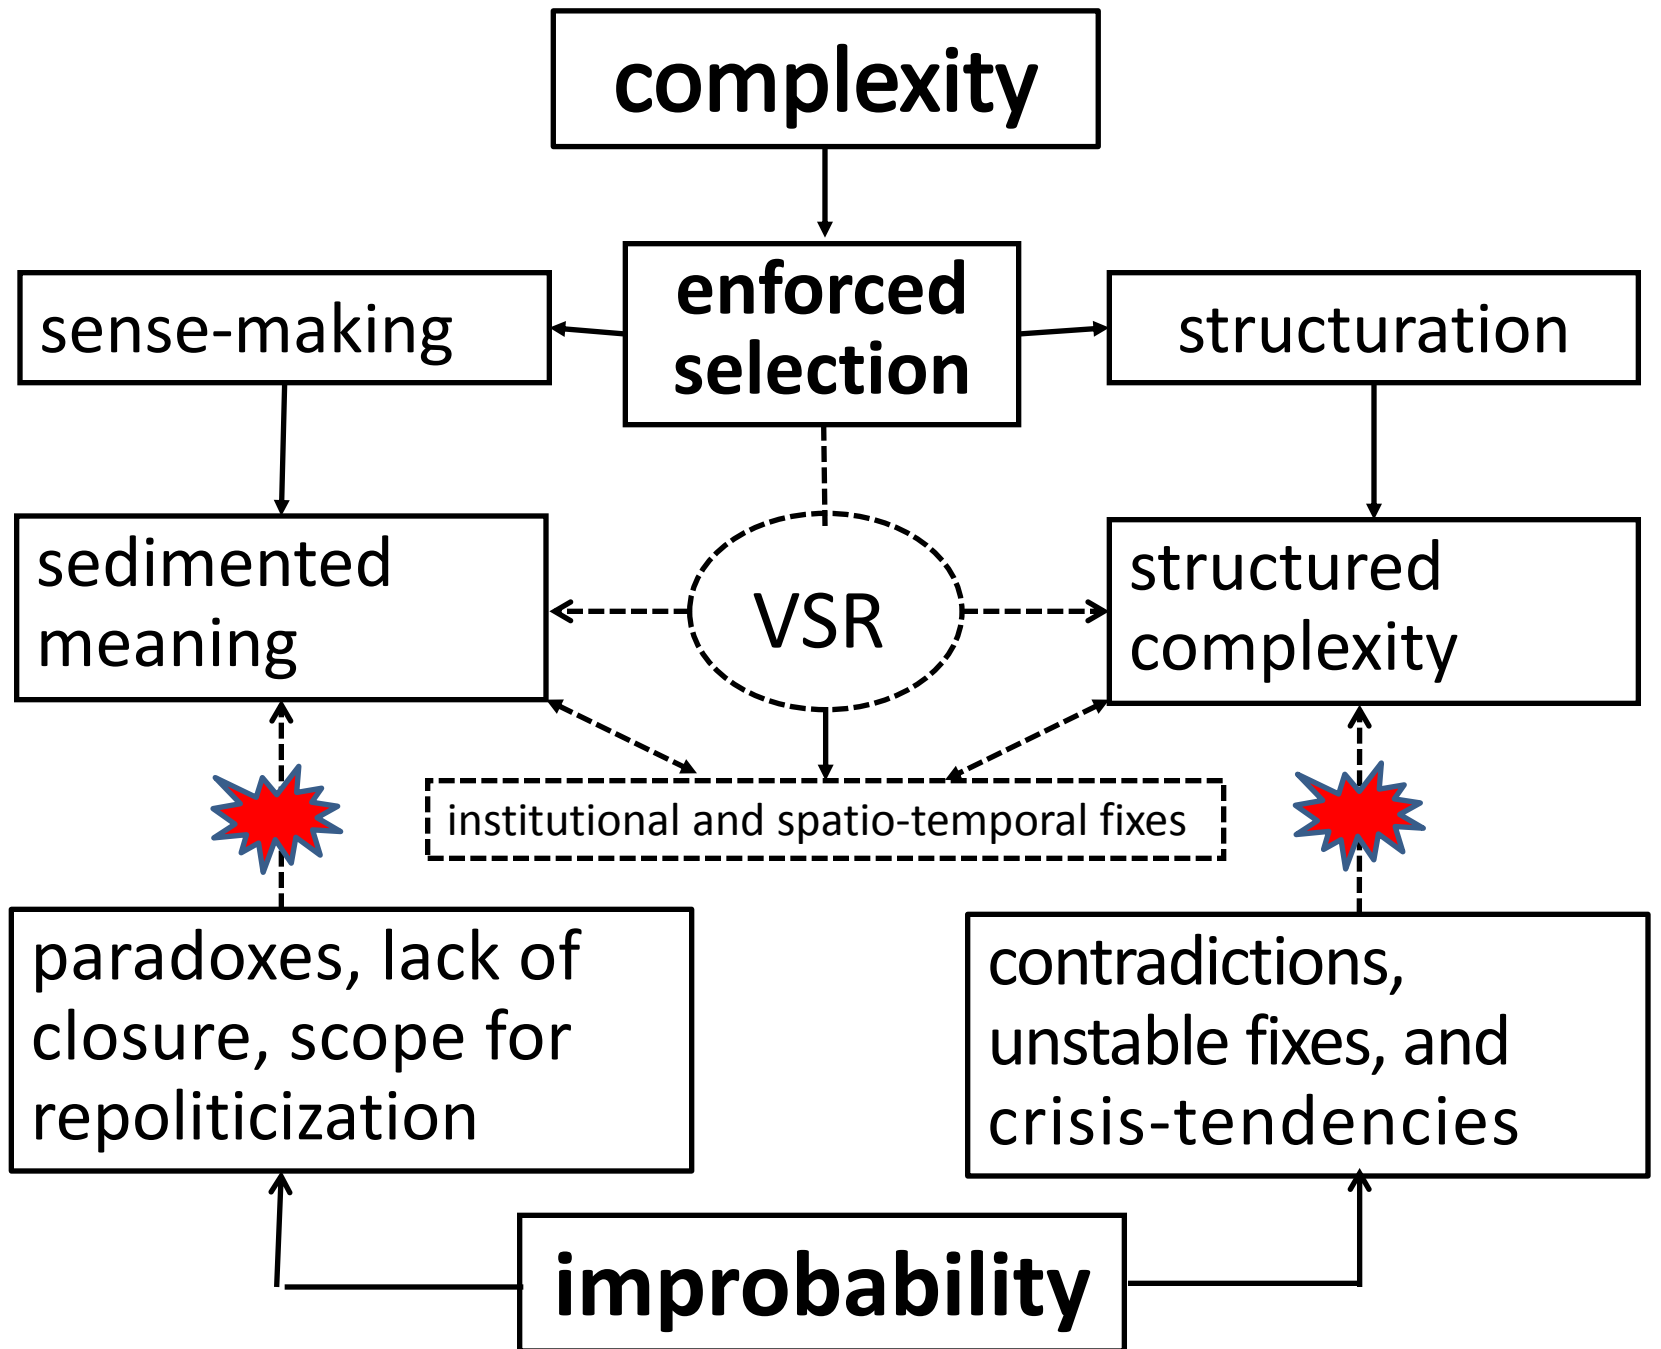 complexity
enforced
selection
sense-making
structuration
sedimented
meaning
VSR
structured
complexity
institutional and spatio-temporal fixes
paradoxes, lack of
closure, scope for
repoliticization
contradictions,
unstable fixes, and
crisis-tendencies
improbability